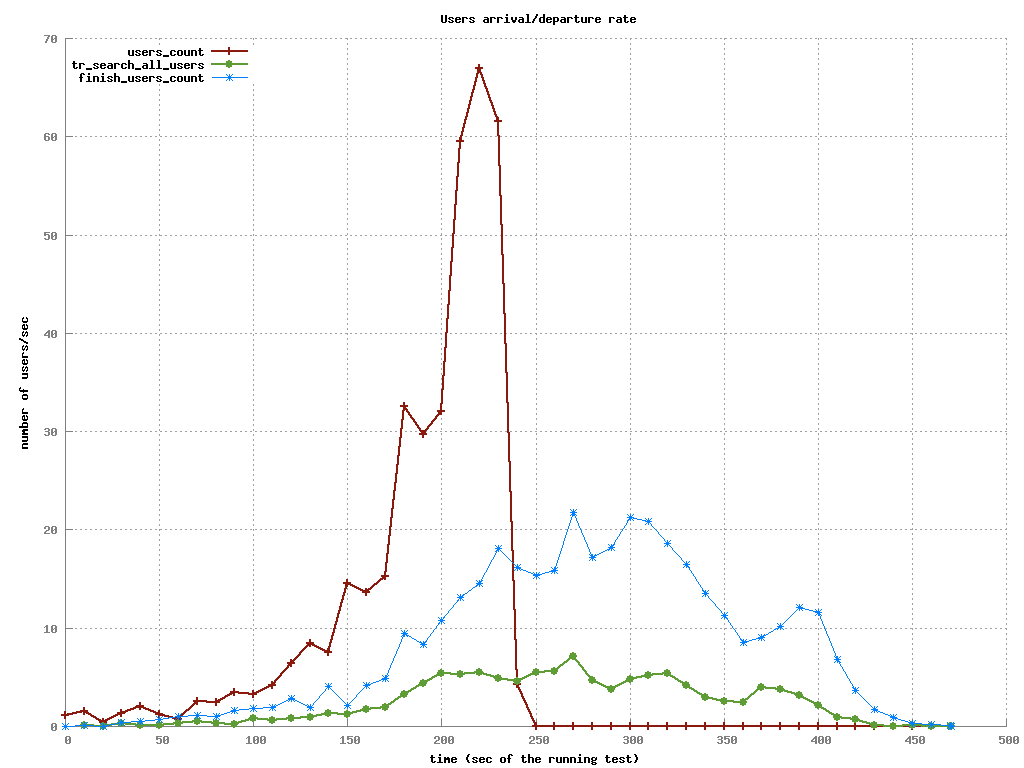 Users arrival/departure rate
users_count
tr_search_all_users
finish_users_count
number of users/sec
70
60
50
40
30
20
10
0
0 50 100 150 200 250 300 350 400 450 500
time (sec of the running test)